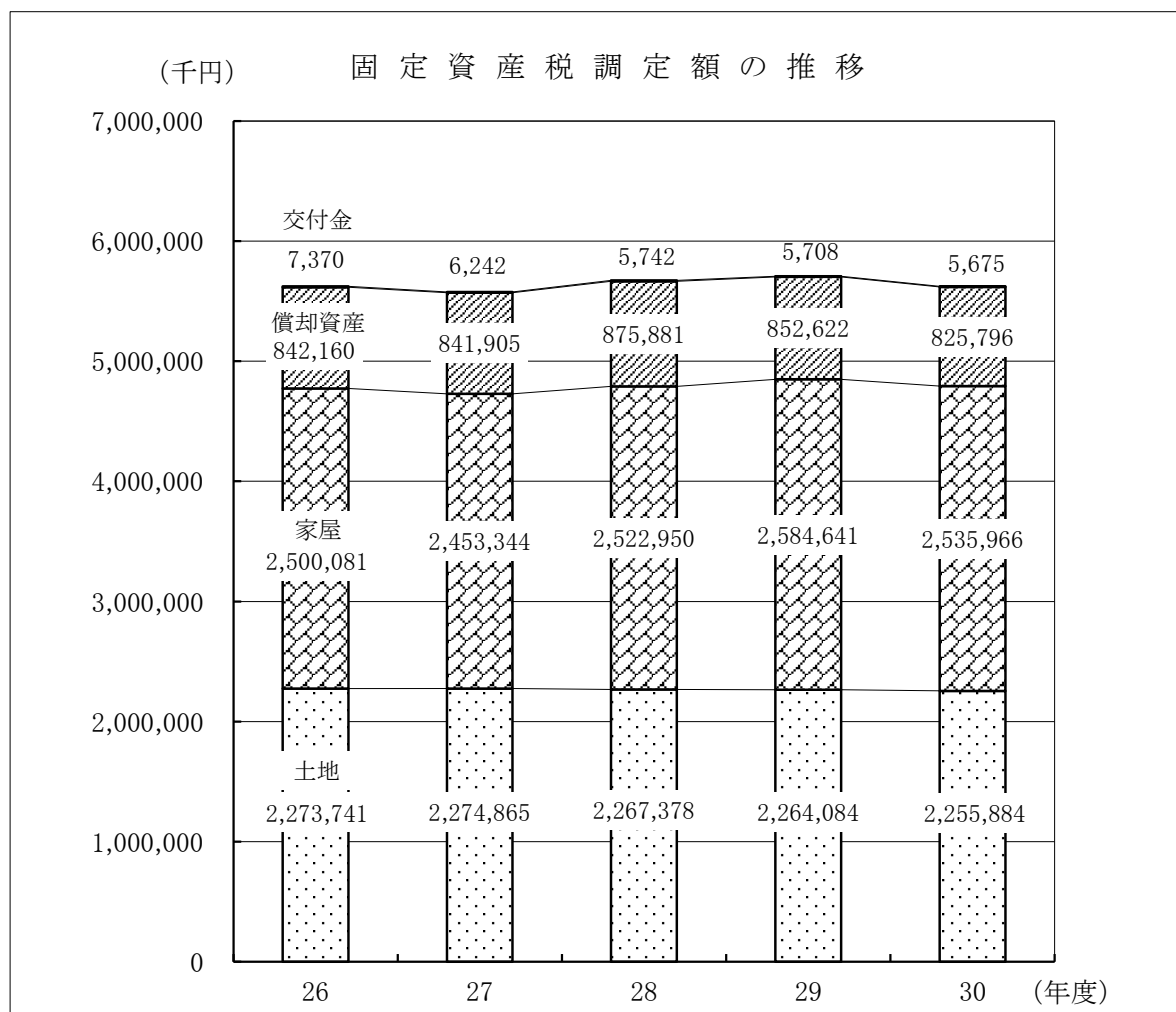 固定資産税調定額の推移
(千円)
7,000,000
6,000,000
5,000,000
4,000,000
3,000,000
2,000,000
1,000,000
0
交付金
7,370 6,242 5,742 5,708 5,675
償却資産
842,160 841,905 875,881 852,622 825,796
家屋
2,500,081 2,453,344 2,522,950 2,584,641 2,535,966
土地
2,273,741 2,274,865 2,267,378 2,264,084 2,255,884
26 27 28 29 30 (年度)